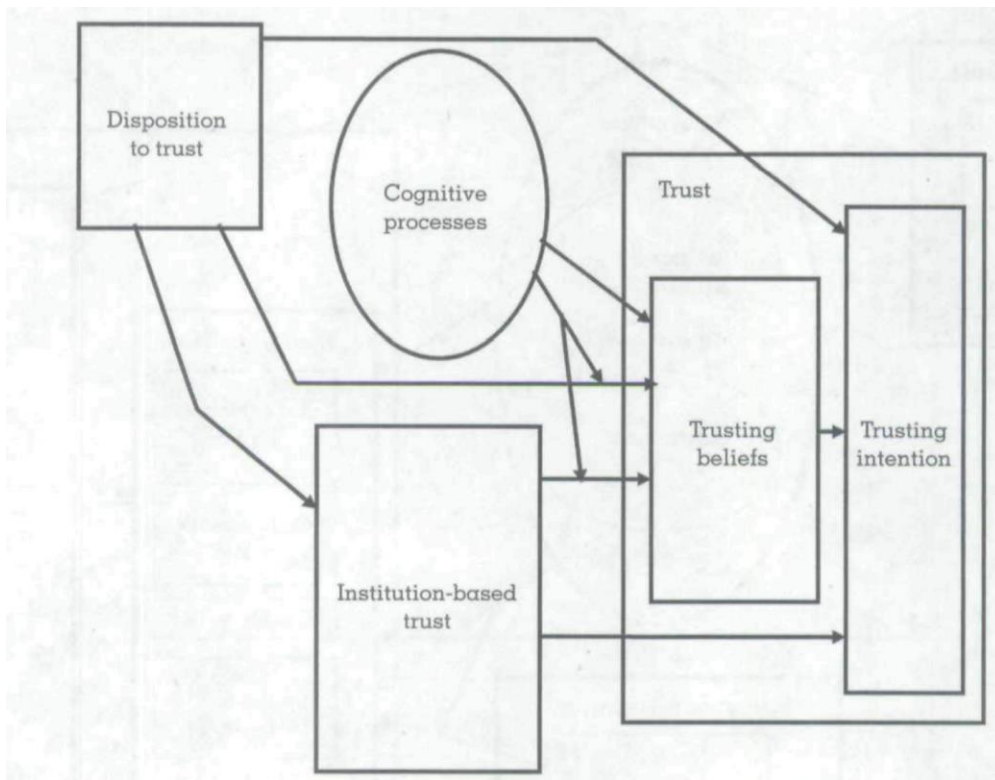 Disposition
to trust
Cognitive
processes
Trust
Trusting
beliefs
Trusting
intention
Institution-based
trust